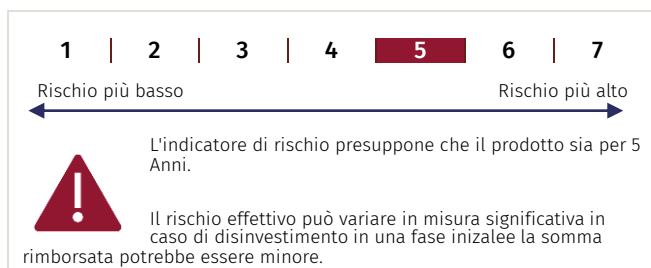 1 | 2 | 3 | 4 | 5 | 6 | 7
Rischio più basso Rischio più alto
L'indicatore di rischio presuppone che il prodotto sia per 5
Anni.
Il rischio effettivo può variare in misura significativa in
caso di disinvestimento in una fase inizalee la somma
rimborsata potrebbe essere minore.